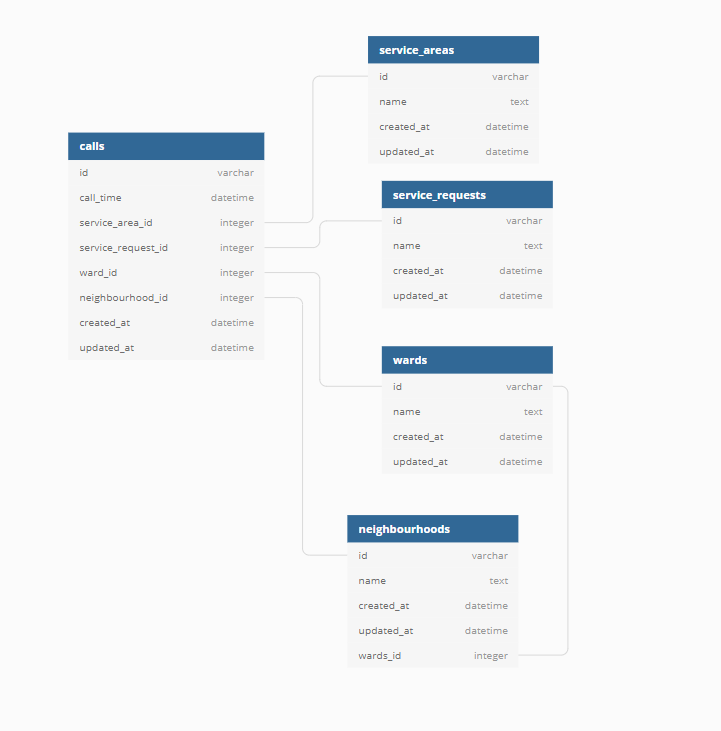 calls
id varchar
call_time datetime
service_area_id integer
service_request_id integer
ward_id integer
neighbourhood_id integer
created_at datetime
updated_at datetime
service_areas
id varchar
name text
created_at datetime
updated_at datetime
service_requests
id varchar
name text
created_at datetime
updated_at datetime
wards
id varchar
name text
created_at datetime
updated_at datetime
neighbourhoods
id varchar
name text
created_at datetime
updated_at datetime
wards_id integer